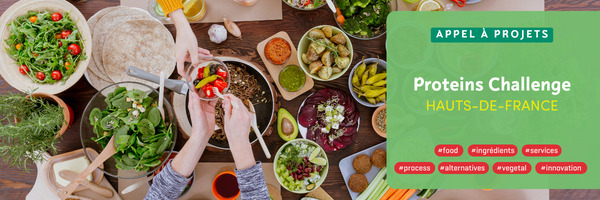 APPEL À PROJETS
Proteins Challenge
HAUTS-DE-FRANCE
#food #ingrédients #services
#process #alternatives #vegetal #innovation